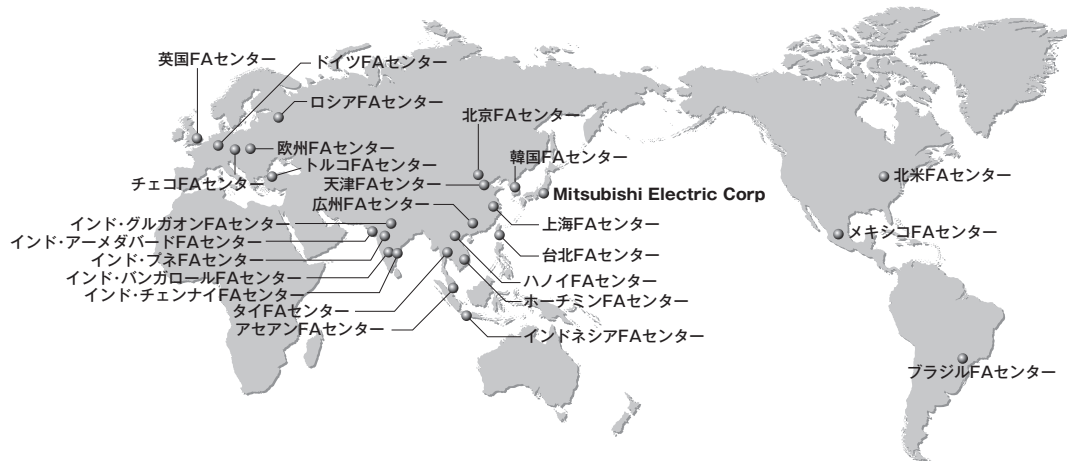 英国FAセンター
ドイツFAセンター
ロシアFAセンター
北京FAセンター
欧州FAセンター
韓国FAセンター
トルコFAセンター
チェコFAセンター
天津FAセンター
北米FAセンター
Mitsubishi Electric Corp
広州FAセンター
インド・グルガオンFAセンタ
上海FAセンター
メキシコFAセンター
インド・アーメダバードFAセンター
台北FAセンター
インド・プネFAセンター
インド・バンガロールFAセンター
ハノイFAセンター
インド・チェンナイFAセンター
ホーチミンFAセンター
タイFAセンター
アセアンFAセンター
インドネシアFAセンター
ブラジルFAセンター